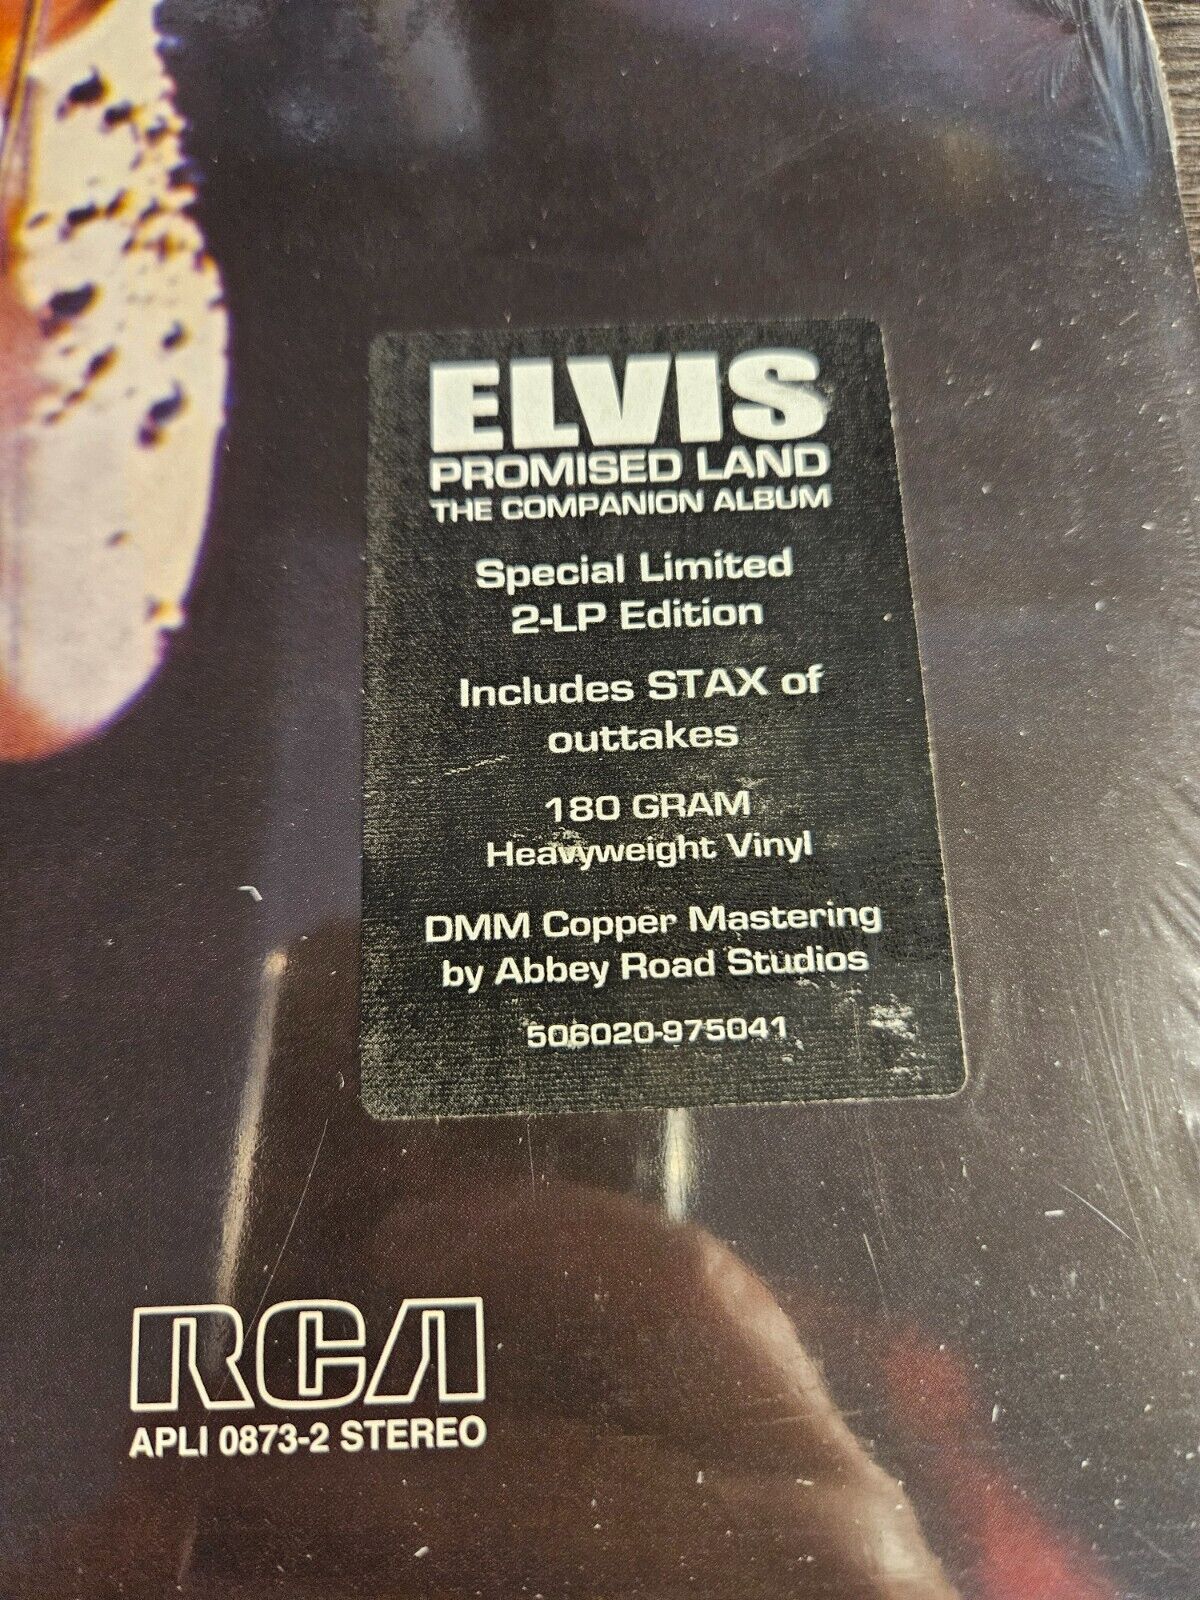 ELVIS
PROMISED LAND
THE COMPANION ALBUM
Special Limited
2-LP Edition
Includes STAX of
outtakes
180 GRAM
Heavyweight Vinyl
DMM Copper Mastering
by Abbey Road Studios
506020-975041
RCA
APLI 0873-2 STEREO